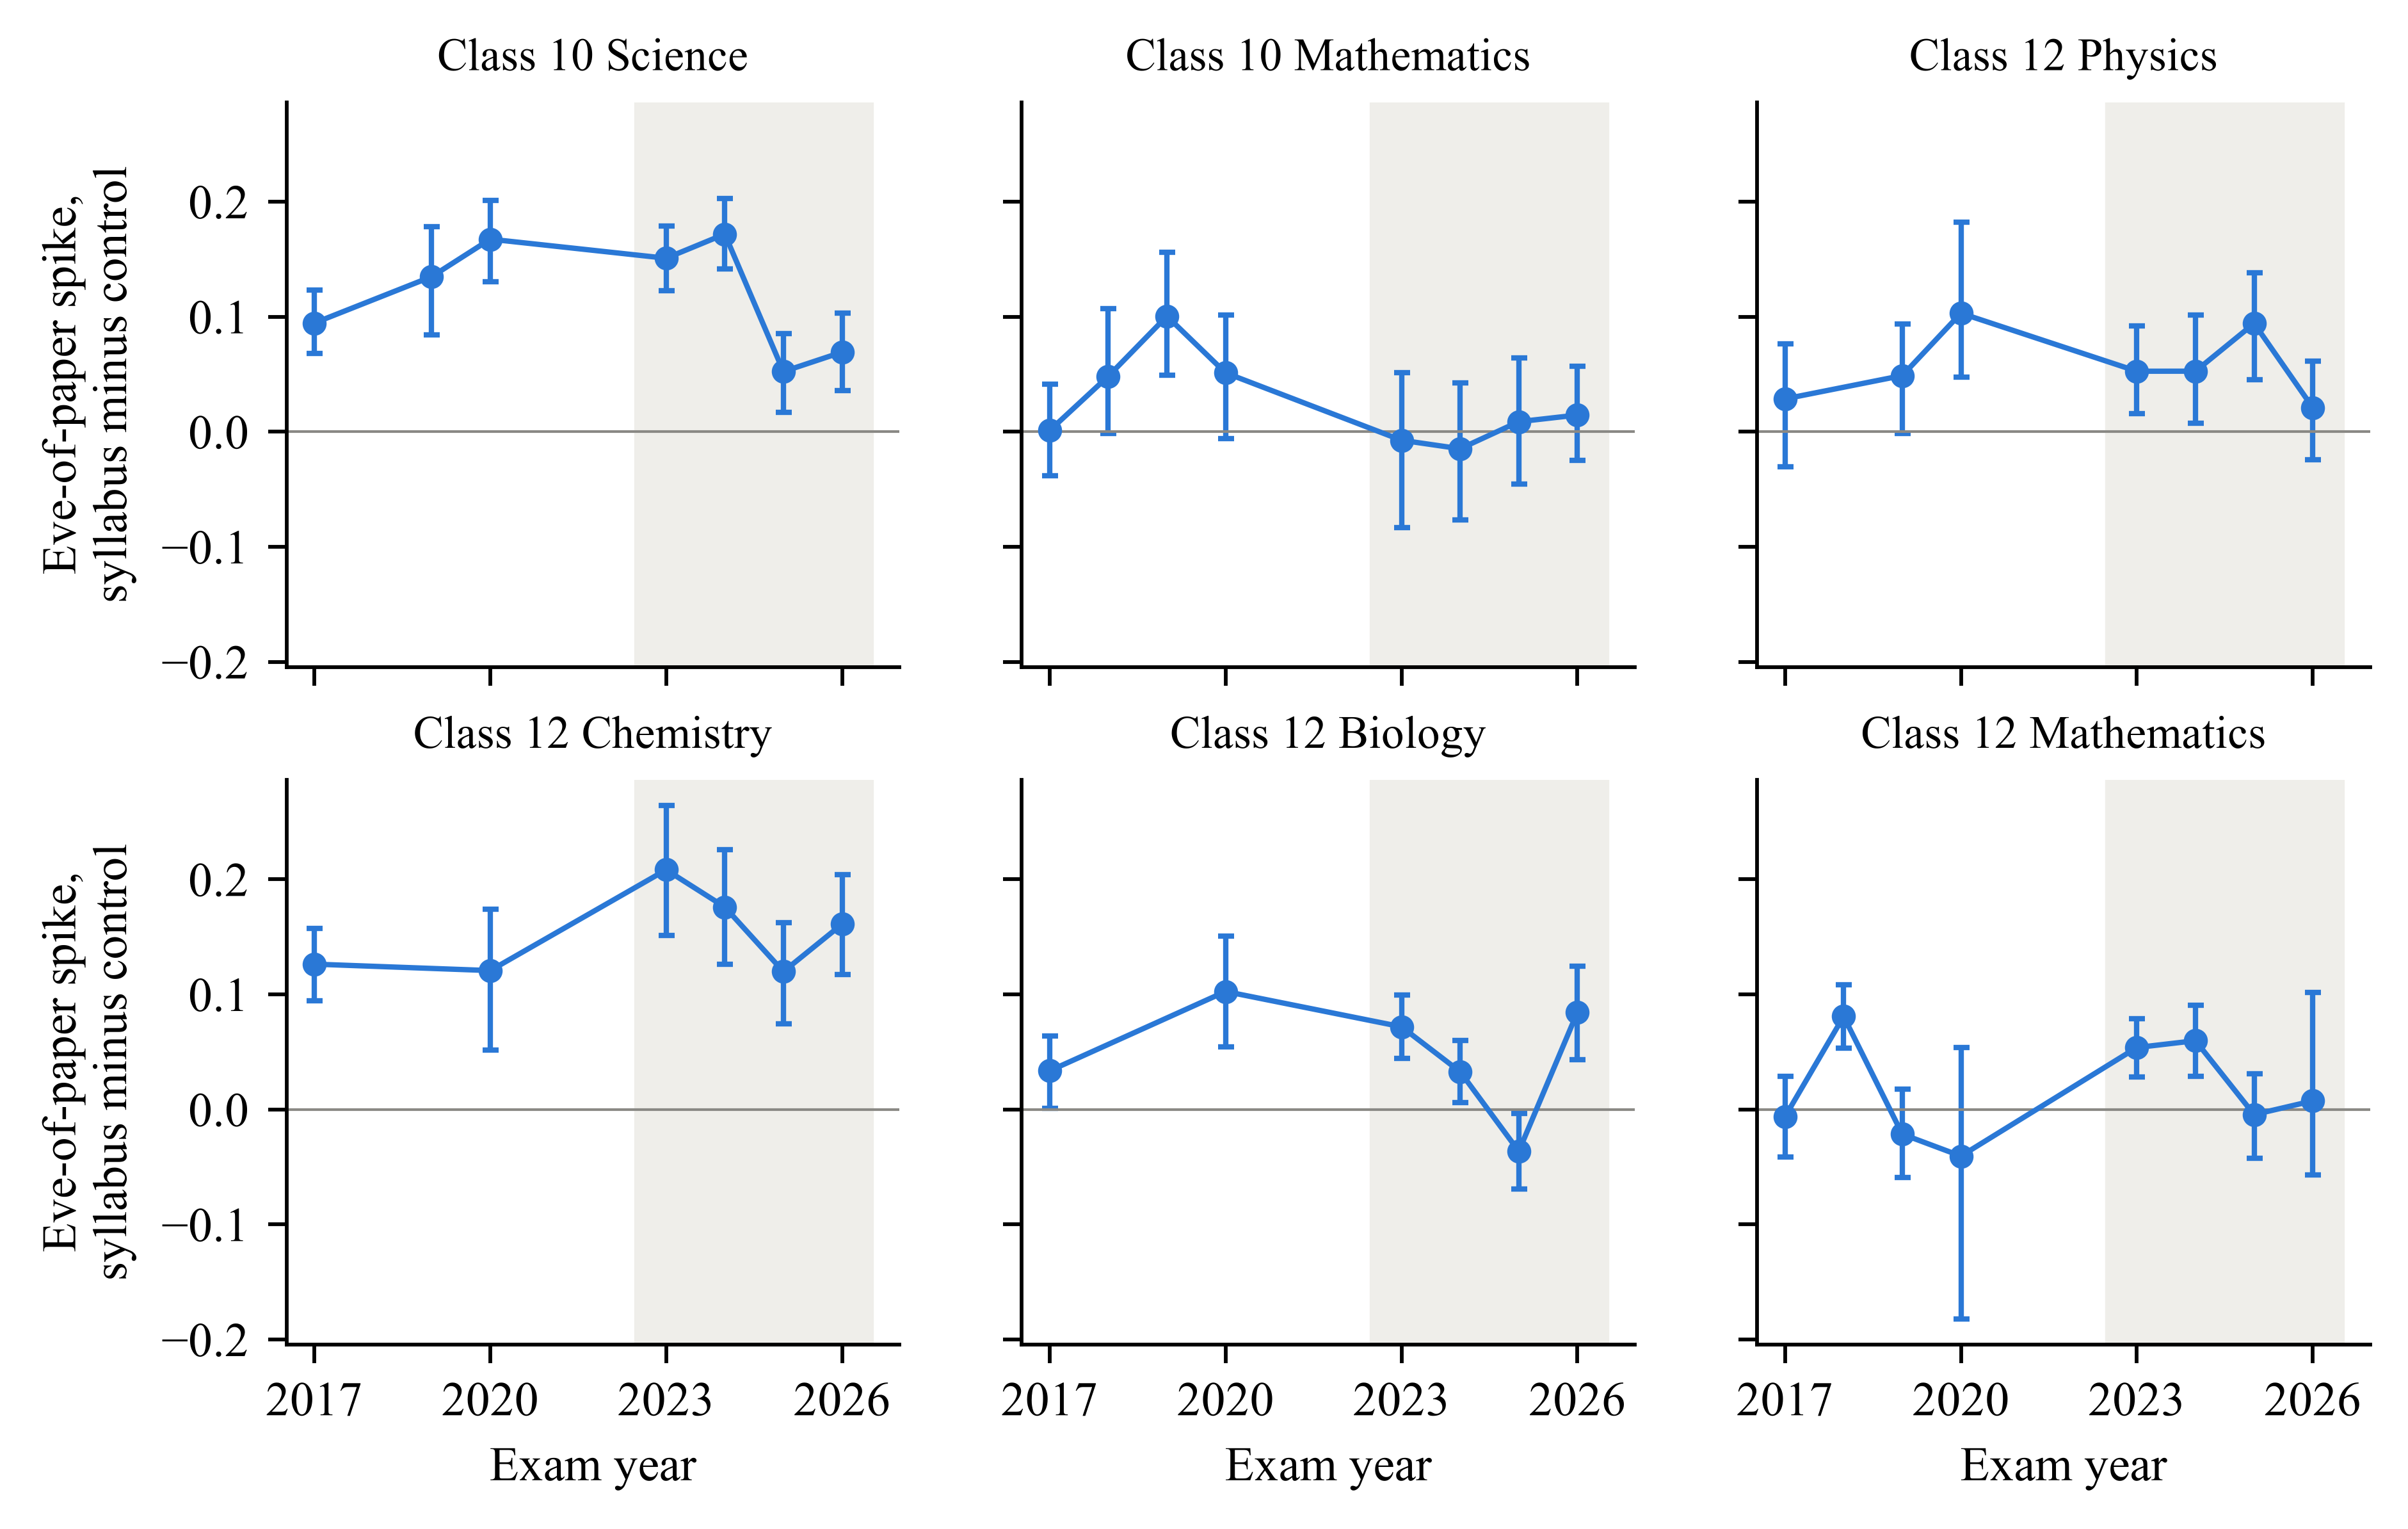 Class 10 Science
Class 10 Mathematics
Class 12 Physics
Eve-of-paper spike,
syllabus minus control
0.2
0.1
0.0
−0.1
−0.2
Class 12 Chemistry
Class 12 Biology
Class 12 Mathematics
Eve-of-paper spike,
syllabus minus control
0.2
0.1
0.0
−0.1
−0.2
2017 2020 2023 2026
2017 2020 2023 2026
2017 2020 2023 2026
Exam year
Exam year
Exam year